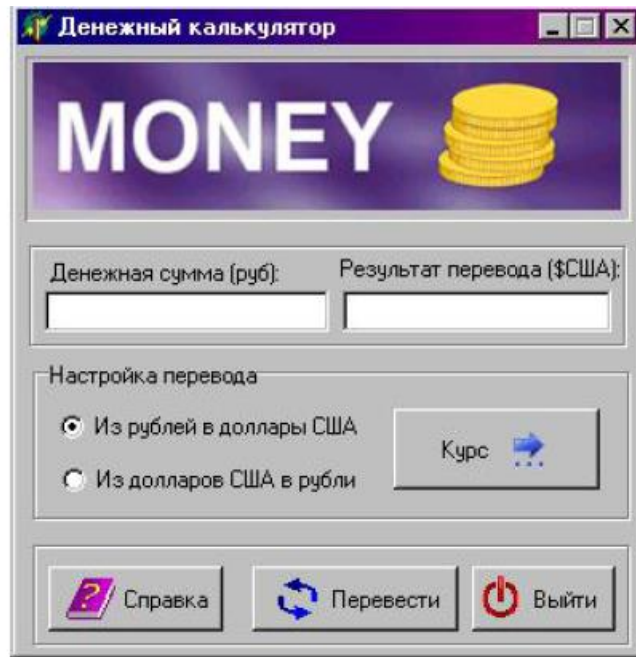 Денежный калькулятор
MONEY
Денежная сумма (руб):
Результат перевода ($США):
Настройка перевода
Из рублей в доллары США
Из долларов США в рубли
Курс
Справка
Перевести
Выйти